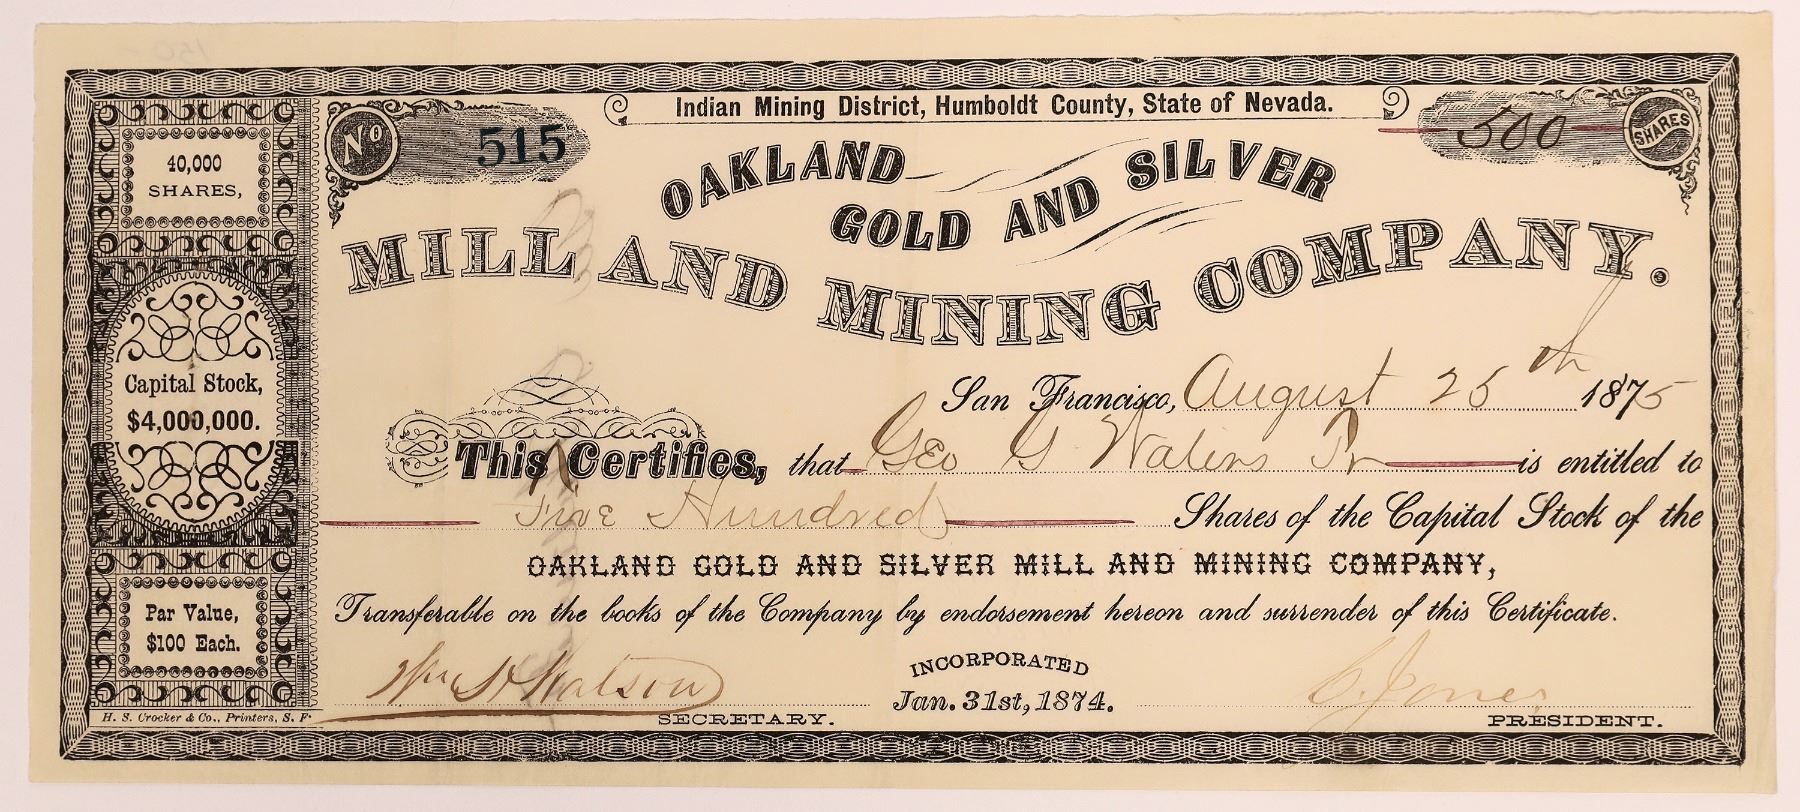 Indian Mining District, Humboldt County, State of Nevada.
No 515
500 SHARES
OAKLAND
GOLD AND SILVER
MILL AND MINING COMPANY.
40,000
SHARES,
Capital Stock,
$4,000,000.
Par Value,
$100 Each.
San Francisco, August 25th 1875
This Certifies, that Geo G is entitled to
Five Hundred Shares of the Capital Stock of the
OAKLAND GOLD AND SILVER MILL AND MINING COMPANY,
Transferable on the books of the Company by endorsement hereon and surrender of this Certificate.
Wm H Watson
SECRETARY.
INCORPORATED
Jan. 31st, 1874.
C. Jones
PRESIDENT.
H. S. Crocker & Co., Printers, S. F.